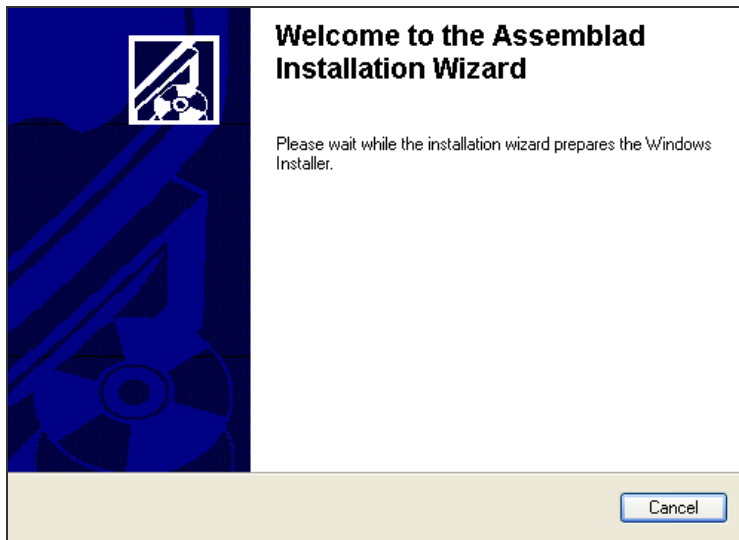 Welcome to the Assemblad
Installation Wizard
Please wait while the installation wizard prepares the Windows
Installer.
Cancel